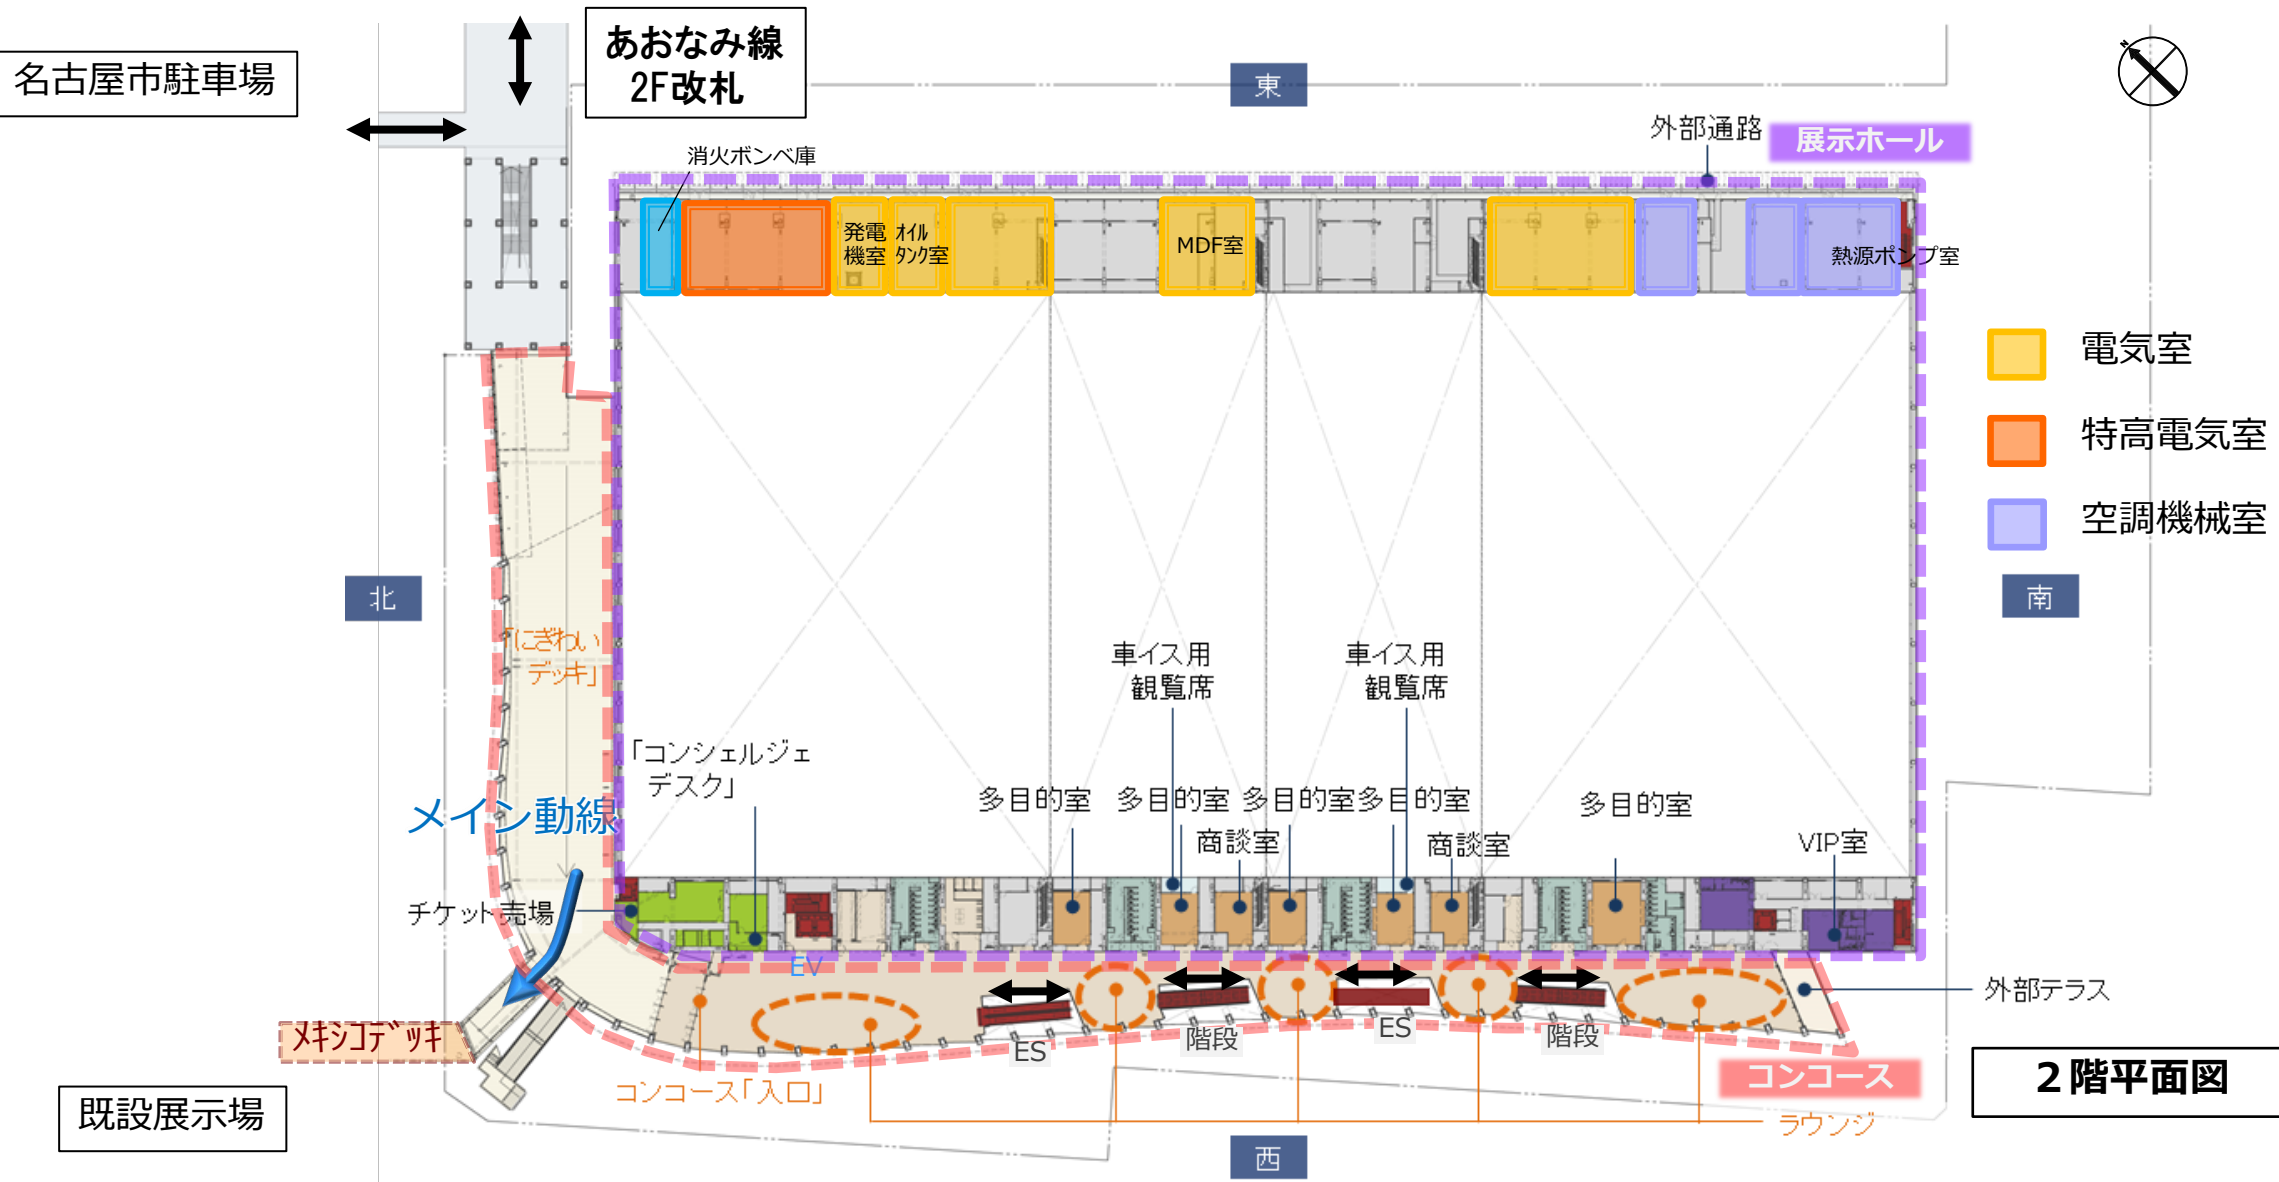 名古屋市駐車場
あおなみ線
2F改札
東
N
外部通路
展示ホール
消火ボンベ庫
発電
機室
ｵｲﾙ
ﾀﾝｸ室
MDF室
熱源ポンプ室
電気室
特高電気室
空調機械室
北
南
「にぎわい
デッキ」
車イス用
観覧席
車イス用
観覧席
「コンシェルジェ
デスク」
メイン動線
多目的室
多目的室
多目的室
多目的室
多目的室
商談室
商談室
VIP室
チケット売場
EV
外部テラス
ﾒｷｼｺﾃﾞｯｷ
ES
階段
ES
階段
コンコース
2階平面図
コンコース「入口」
既設展示場
ラウンジ
西